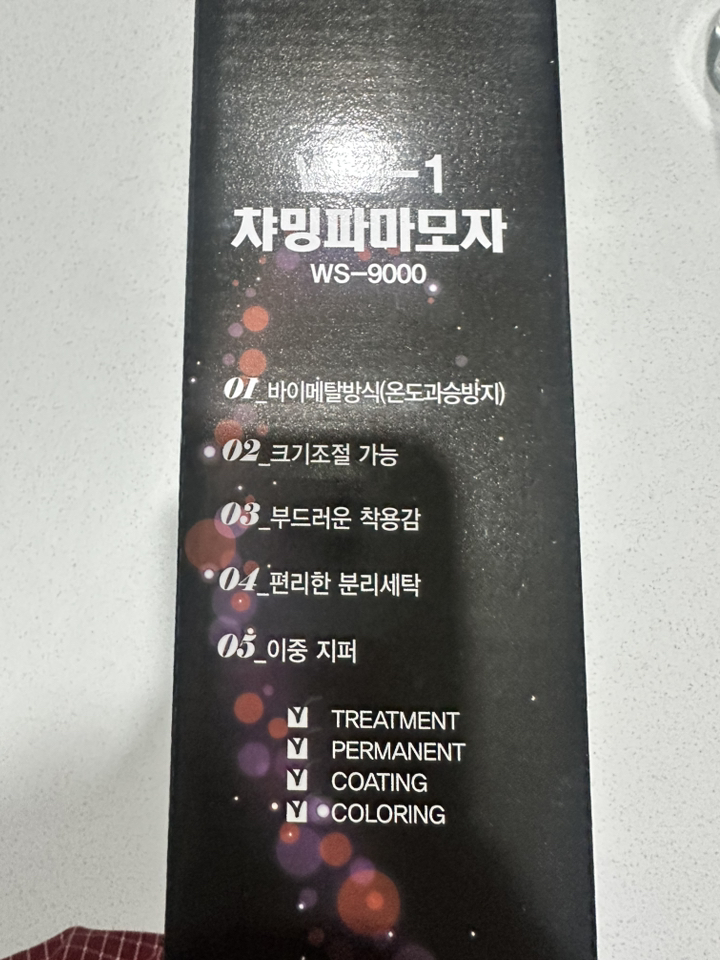 챠밍파마모자
WS-9000
01_바이메탈방식(온도과승방지)
02_크기조절 가능
03_부드러운 착용감
04_편리한 분리세탁
05_이중 지퍼
TREATMENT
PERMANENT
COATING
COLORING